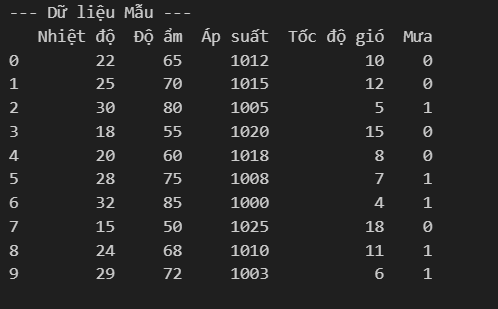 --- Dữ liệu Mẫu ---
Nhiệt độ Độ ẩm Áp suất Tốc độ gió Mưa
0 22 65 1012 10 0
1 25 70 1015 12 0
2 30 80 1005 5 1
3 18 55 1020 15 0
4 20 60 1018 8 0
5 28 75 1008 7 1
6 32 85 1000 4 1
7 15 50 1025 18 0
8 24 68 1010 11 1
9 29 72 1003 6 1